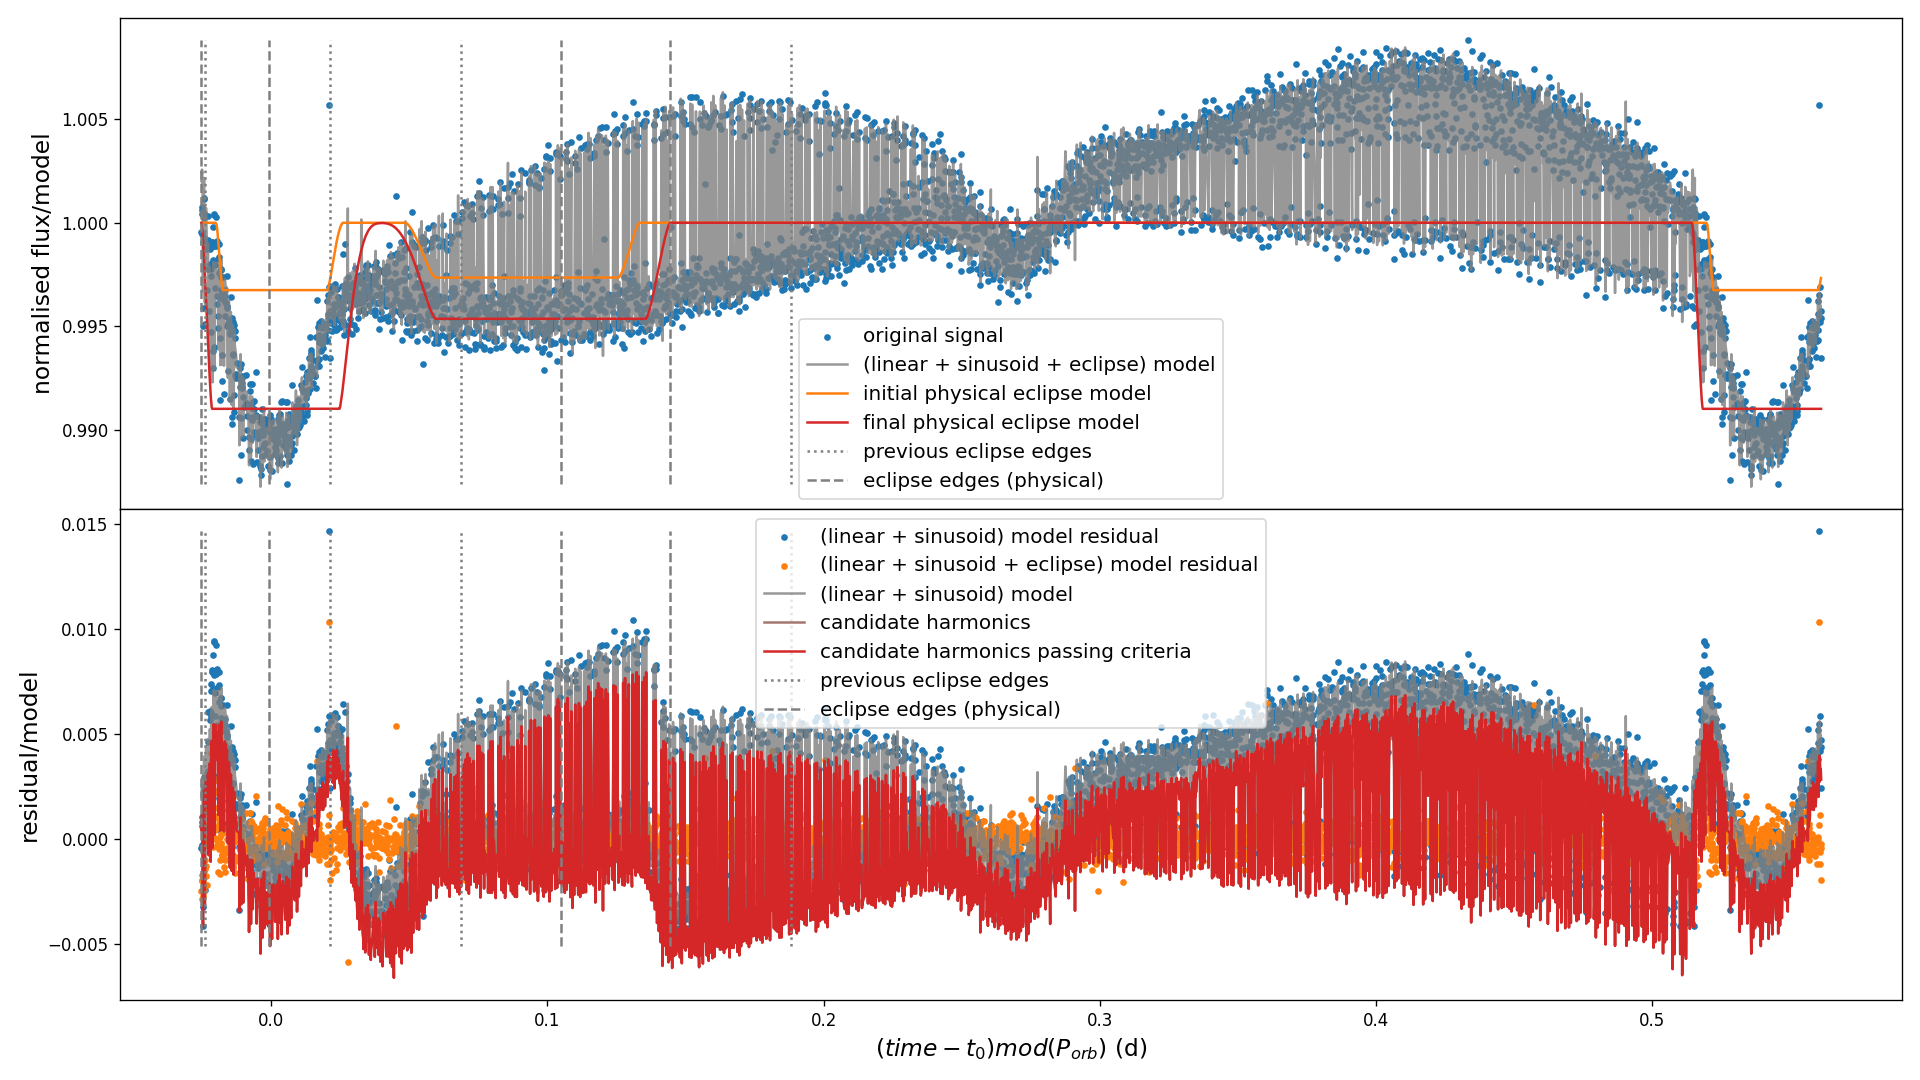 normalised flux/model
1.005
1.000
0.995
0.990
original signal
(linear + sinusoid + eclipse) model
initial physical eclipse model
final physical eclipse model
previous eclipse edges
eclipse edges (physical)
residual/model
0.015
0.010
0.005
0.000
−0.005
(linear + sinusoid) model residual
(linear + sinusoid + eclipse) model residual
(linear + sinusoid) model
candidate harmonics
candidate harmonics passing criteria
previous eclipse edges
eclipse edges (physical)
0.0 0.1 0.2 0.3 0.4 0.5
(time − t₀)mod(Pₒᵣb) (d)